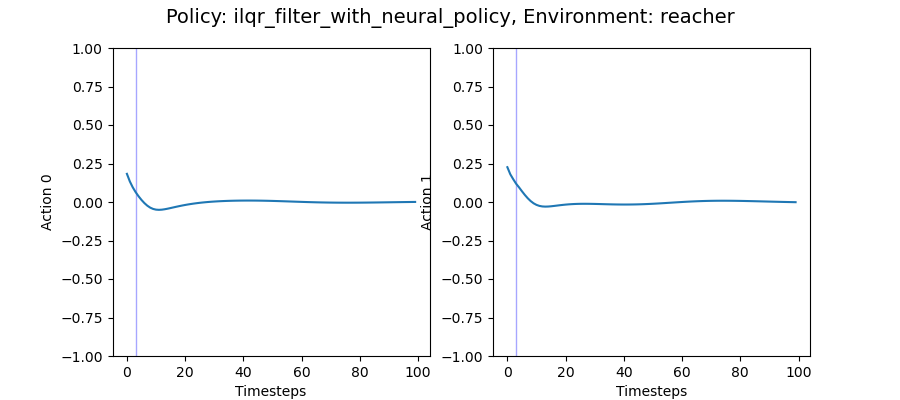 Policy: ilqr_filter_with_neural_policy, Environment: reacher
1.00
0.75
0.50
0.25
0.00
−0.25
−0.50
−0.75
−1.00
Action 0
0 20 40 60 80 100
Timesteps
1.00
0.75
0.50
0.25
0.00
−0.25
−0.50
−0.75
−1.00
Action 1
0 20 40 60 80 100
Timesteps